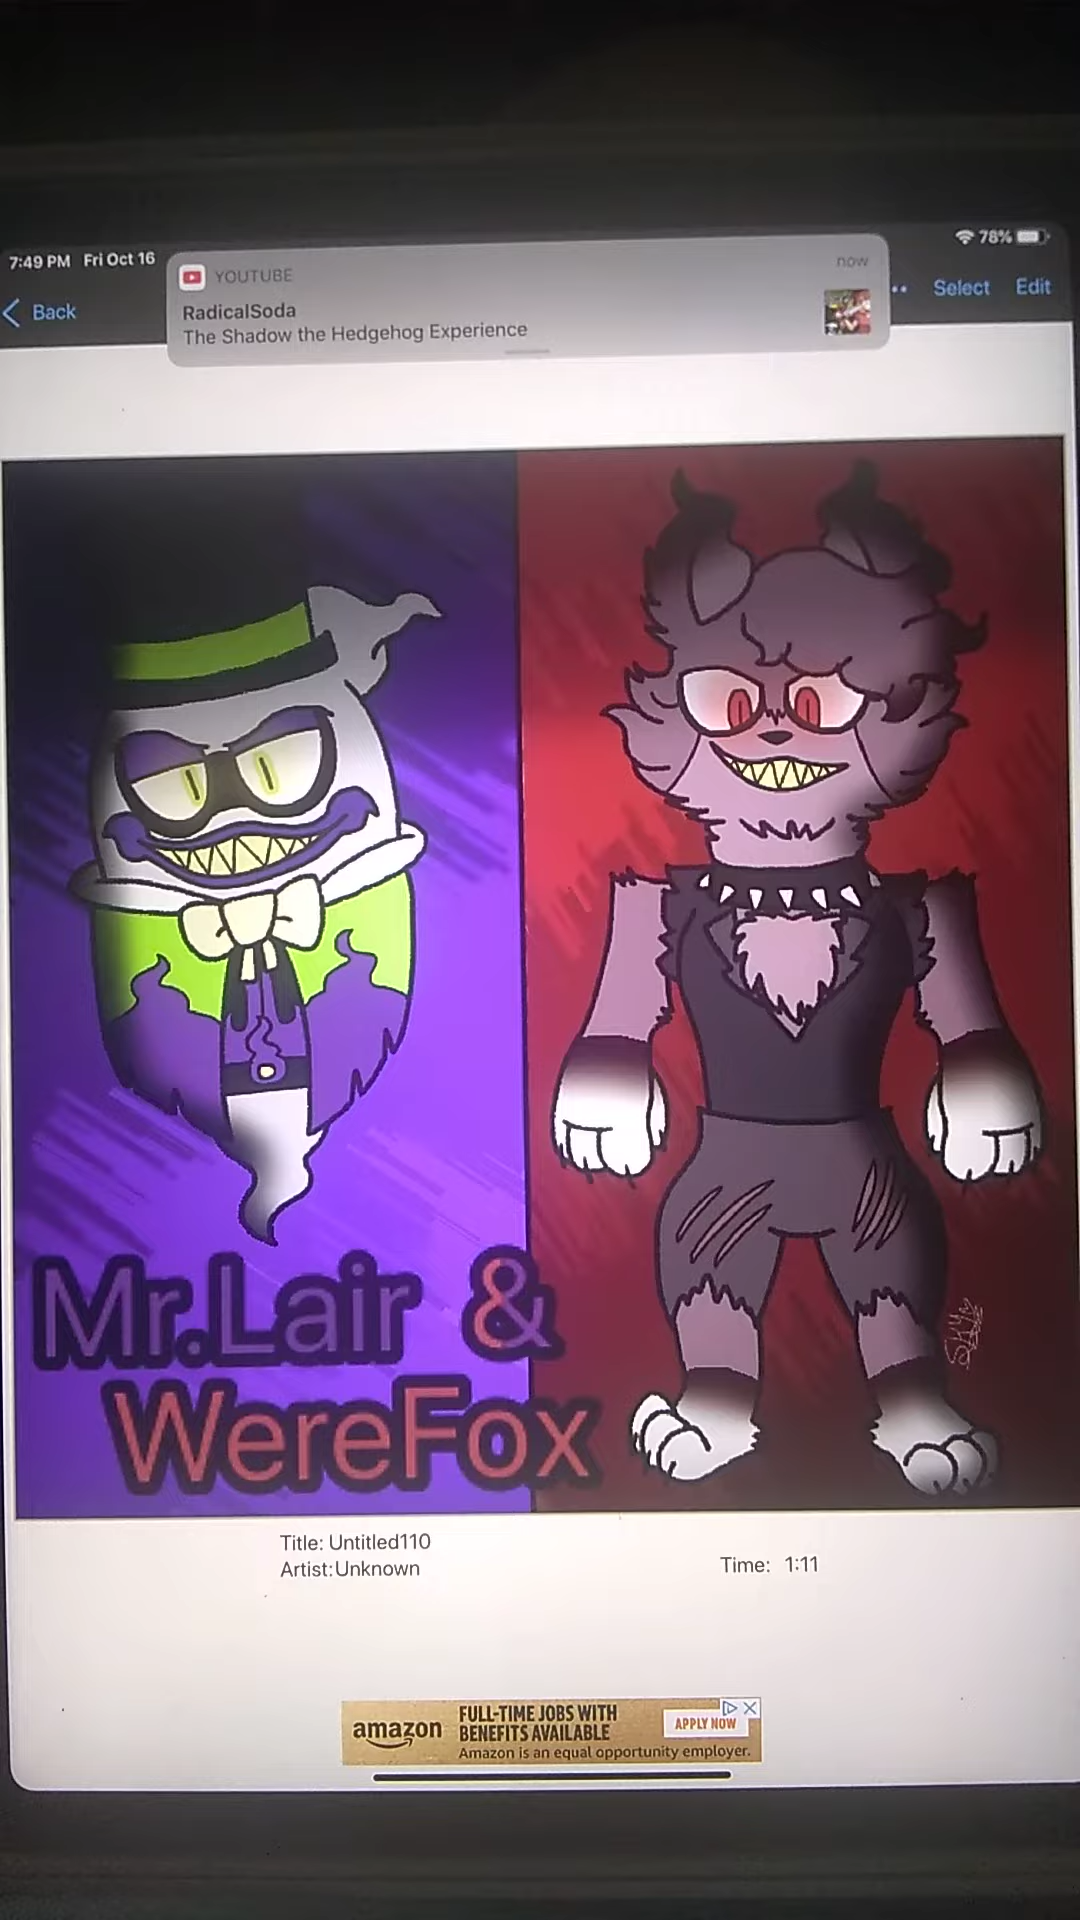 7:49 PM Fri Oct 16
78%
YOUTUBE
now
Back
Select
Edit
RadicalSoda
The Shadow the Hedgehog Experience
Mr.Lair &
WereFox
Title: Untitled110
Artist:Unknown
Time: 1:11
amazon
FULL-TIME JOBS WITH
BENEFITS AVAILABLE
APPLY NOW
Amazon is an equal opportunity employer.